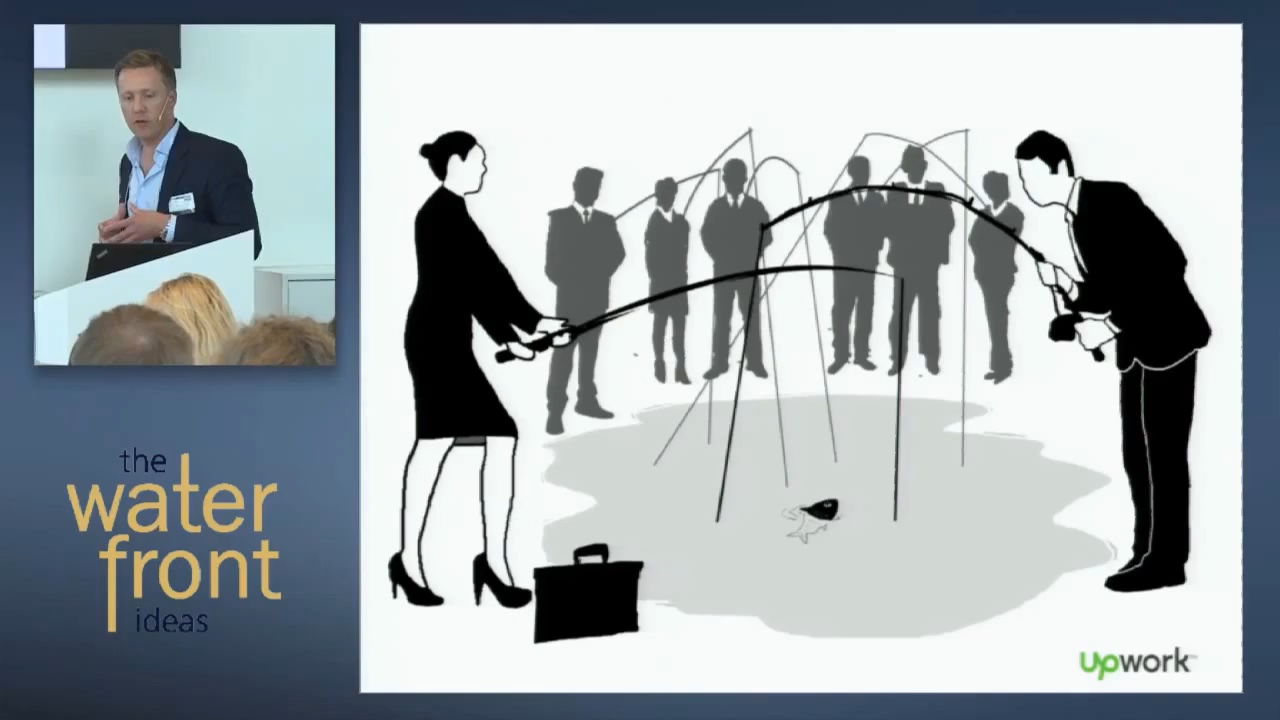 the
water
front
ideas
Upwork